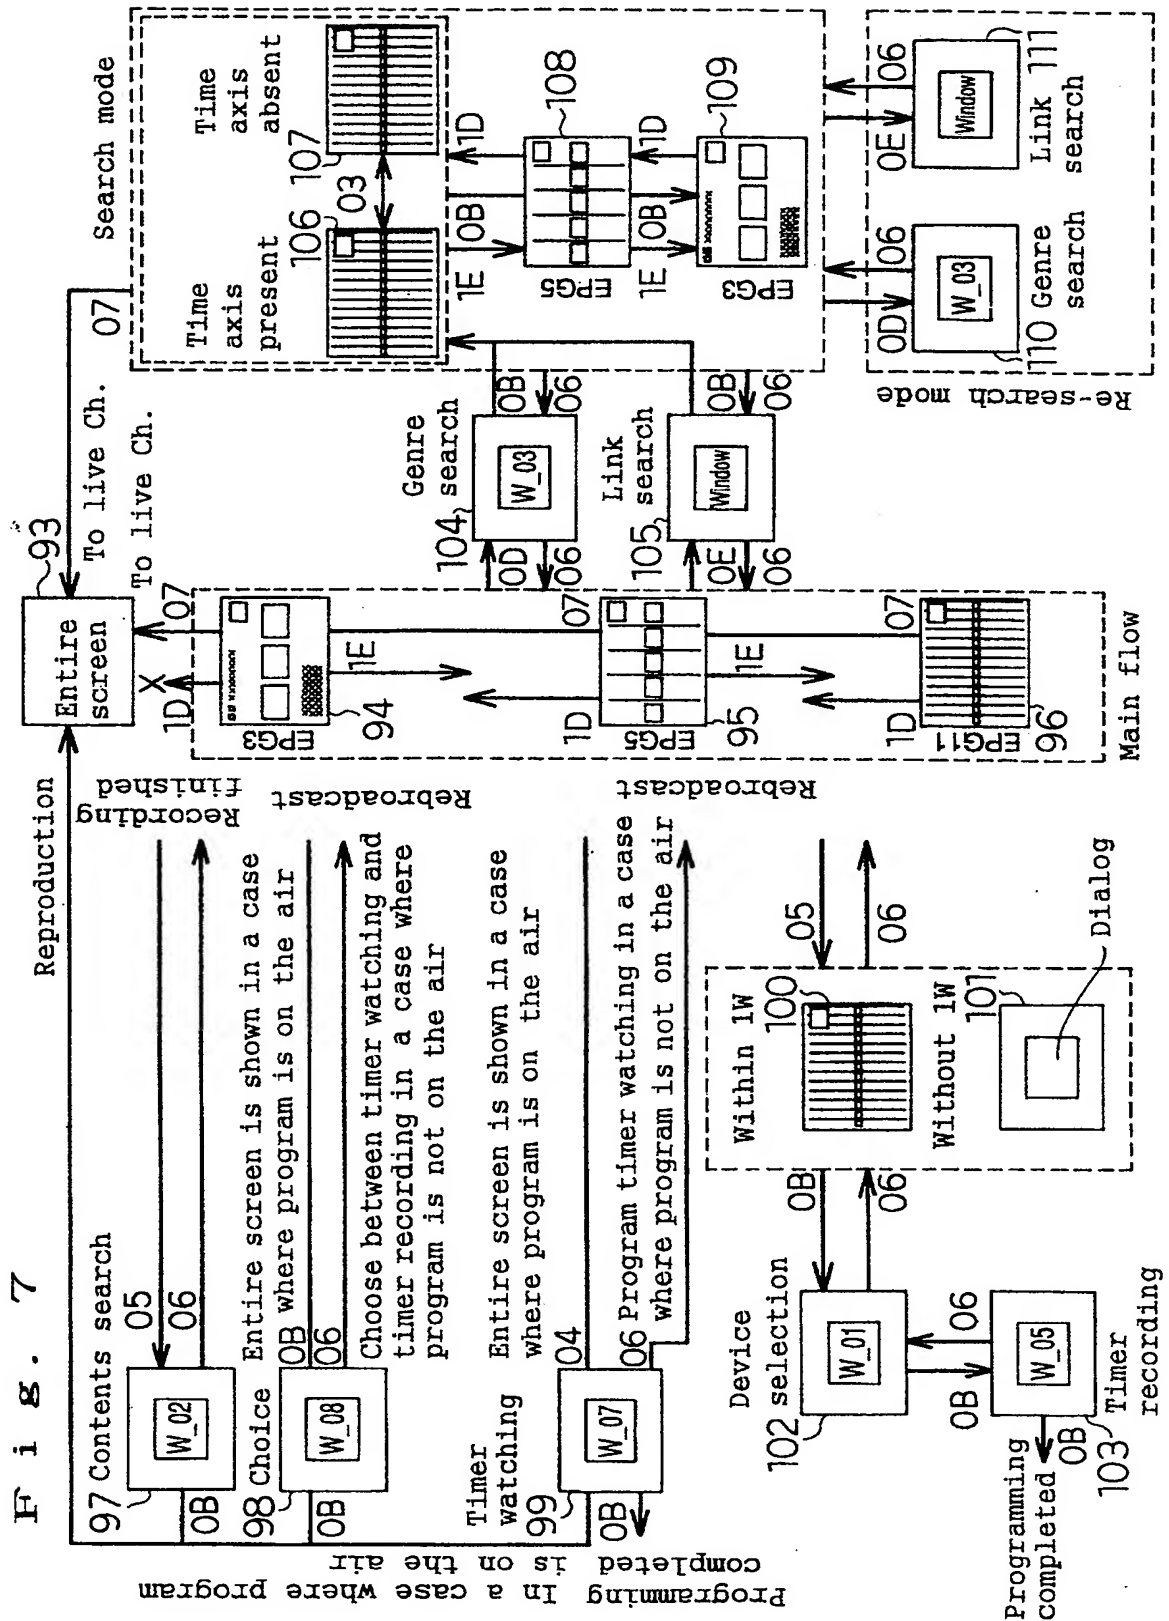 Fig. 7
97 Contents search
05
06
W_02
0B
Reproduction
93
Entire
screen
To live Ch.
To live Ch.
07
07
1D
X
Recording
finished
98 Choice
0B
06
W_08
0B
Entire screen is shown in a case
where program is on the air
Choose between timer watching and
timer recording in a case where
program is not on the air
Rebroadcast
Timer
watching
99
04
06
W_07
0B
Entire screen is shown in a case
where program is on the air
Program timer watching in a case
where program is not on the air
Rebroadcast
Programming In a case where program
completed is on the air
Device
selection
102
W_01
0B
06
Within 1W
100
Without 1W
101
Dialog
05
06
0B
06
W_05
103
Timer
recording
0B
Programming
completed
EPG3
94
1E
07
1D
EPG5
95
1E
07
1D
EPG11
96
Main flow
Genre
search
104
W_03
0D
06
0B
06
Link
search
105
Window
0E
06
0B
06
Search mode
Time
axis
present
106
03
Time
axis
absent
107
1E
0B
1D
108
EPG5
1E
0B
1D
109
EPG3
Re-search mode
0D
06
W_03
110
Genre
search
0E
06
Window
111
Link
search